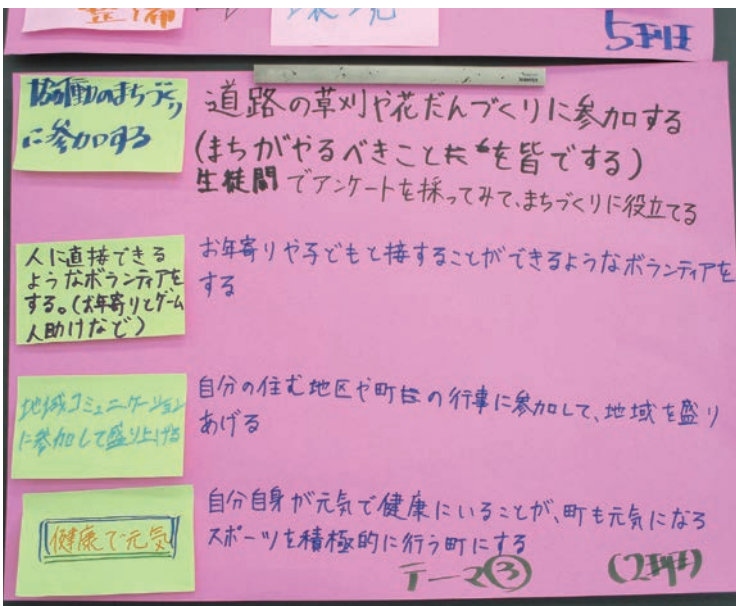 整備
5班
協働のまちづくり
に参加する
道路の草刈や花だんづくりに参加する
(まちがやるべきこと を皆でする)
生徒間でアンケートを採ってみて、まちづくりに役立てる
人に直接できる
ようなボランティアを
する。(お年寄りとゲーム
人助けなど)
お年寄りや子どもと接することができるようなボランティアを
する
地域コミュニケーション
に参加して盛り上げる
自分の住む地区や町 の行事に参加して、地域を盛り
あげる
健康で元気
自分自身が元気で健康にいることが、町も元気になる
スポーツを積極的に行う町にする
テーマ③
(2班)